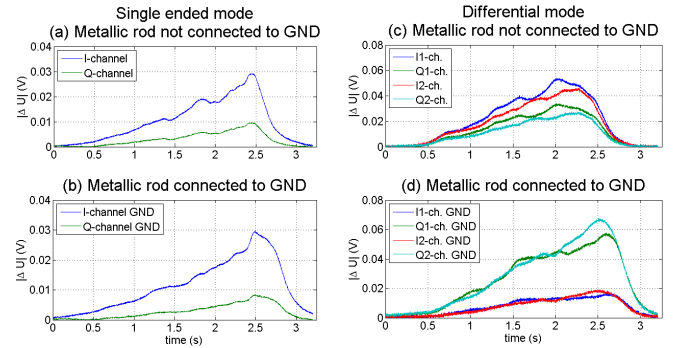 Single ended mode
(a) Metallic rod not connected to GND
|Δ U| (V)
0.04
0.03
0.02
0.01
0
I-channel
Q-channel
0 0.5 1 1.5 2 2.5 3
(b) Metallic rod connected to GND
|Δ U| (V)
0.04
0.03
0.02
0.01
0
I-channel GND
Q-channel GND
0 0.5 1 1.5 2 2.5 3
time (s)
Differential mode
(c) Metallic rod not connected to GND
|Δ U| (V)
0.08
0.06
0.04
0.02
0
I1-ch.
Q1-ch.
I2-ch.
Q2-ch.
0 0.5 1 1.5 2 2.5 3
(d) Metallic rod connected to GND
|Δ U| (V)
0.08
0.06
0.04
0.02
0
I1-ch. GND
Q1-ch. GND
I2-ch. GND
Q2-ch. GND
0 0.5 1 1.5 2 2.5 3
time (s)